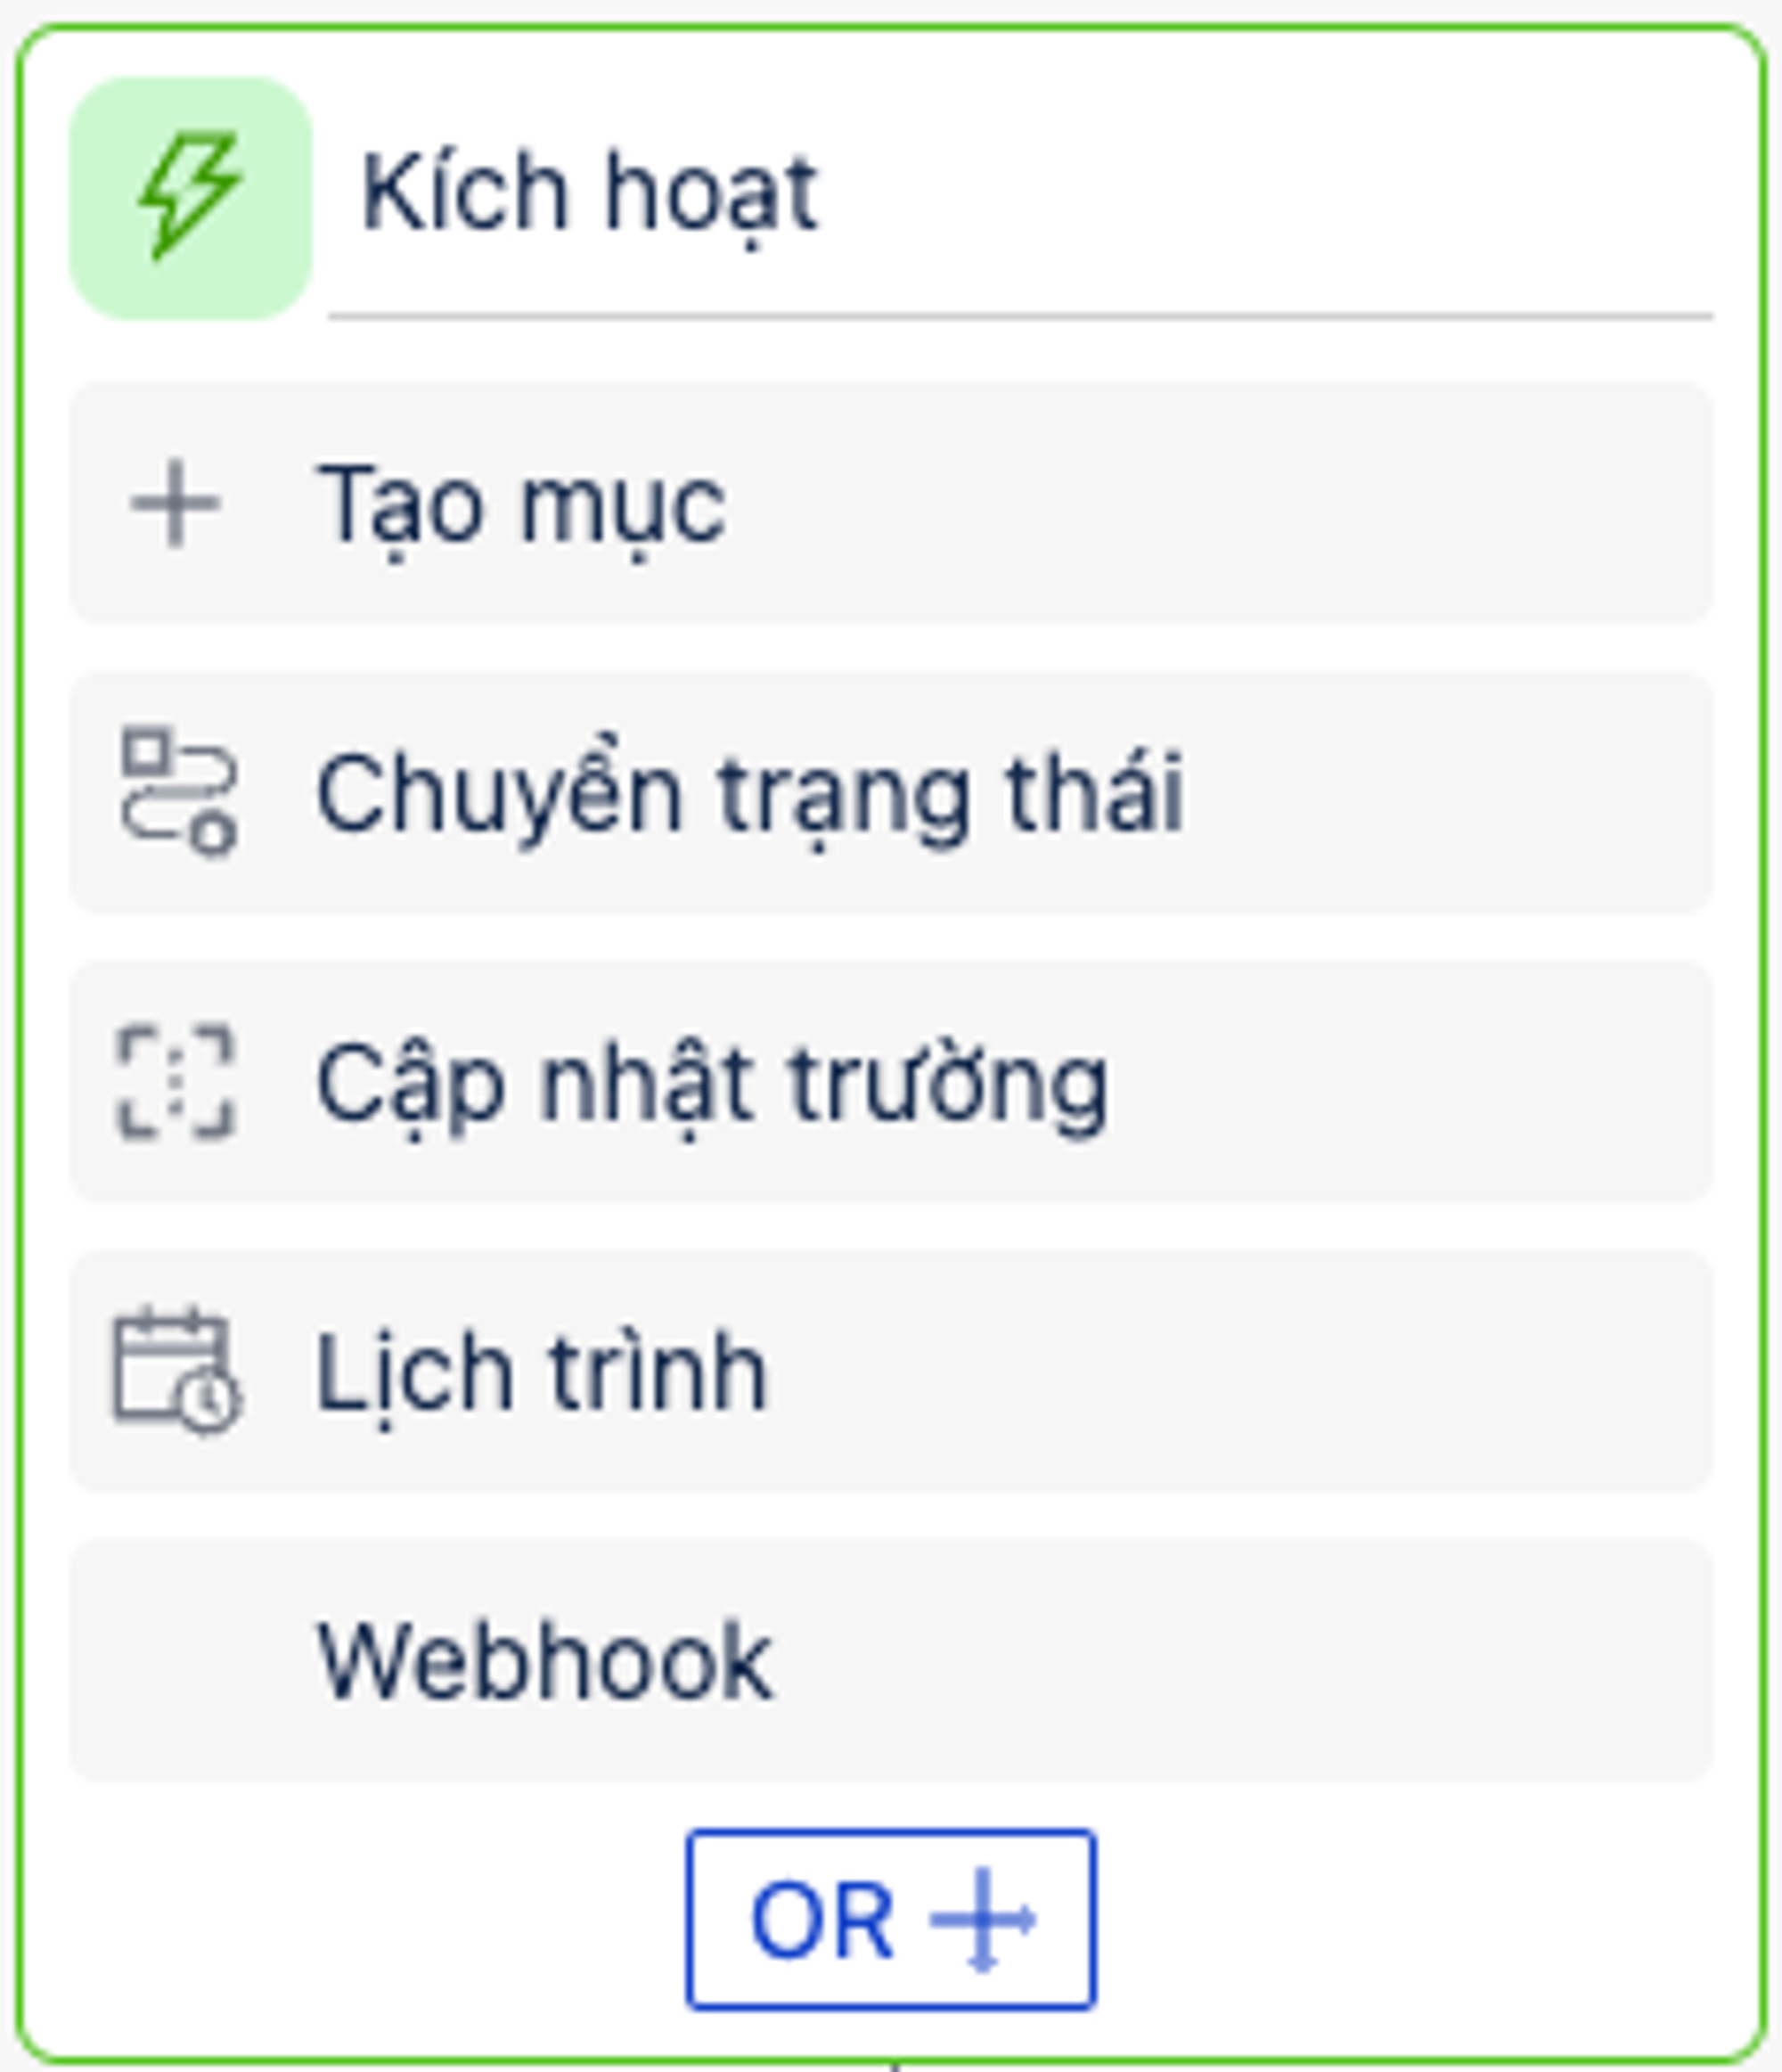 Kích hoạt
Tạo mục
Chuyển trạng thái
Cập nhật trường
Lịch trình
Webhook
OR